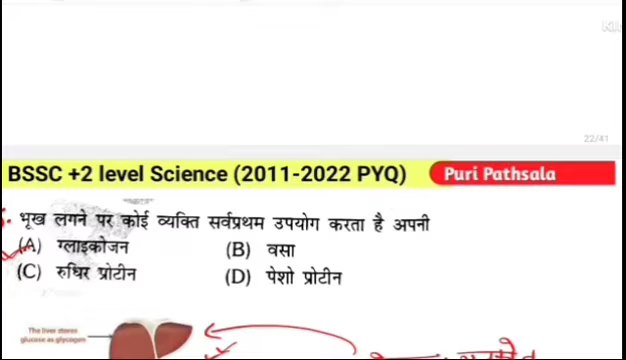 22/41
BSSC +2 level Science (2011-2022 PYQ) Puri Pathsala
भूख लगने पर कोई व्यक्ति सर्वप्रथम उपयोग करता है अपनी
(A) ग्लाइकोजन (B) वसा
(C) रुधिर प्रोटीन (D) पेशो प्रोटीन
The liver stores
glucose as glycogen